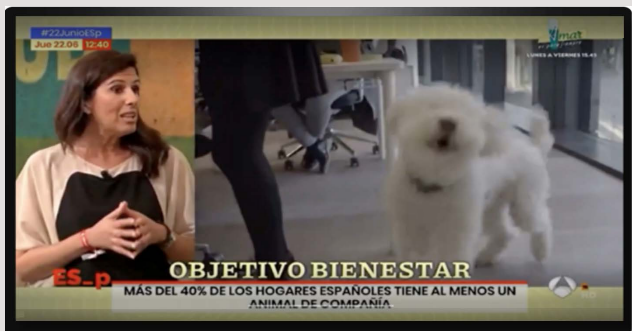 #22JunioESp
Jue 22.06 12:40
LUNES A VIERNES 15.45
OBJETIVO BIENESTAR
ES_p
MÁS DEL 40% DE LOS HOGARES ESPAÑOLES TIENE AL MENOS UN
ANIMAL DE COMPAÑÍA
HD